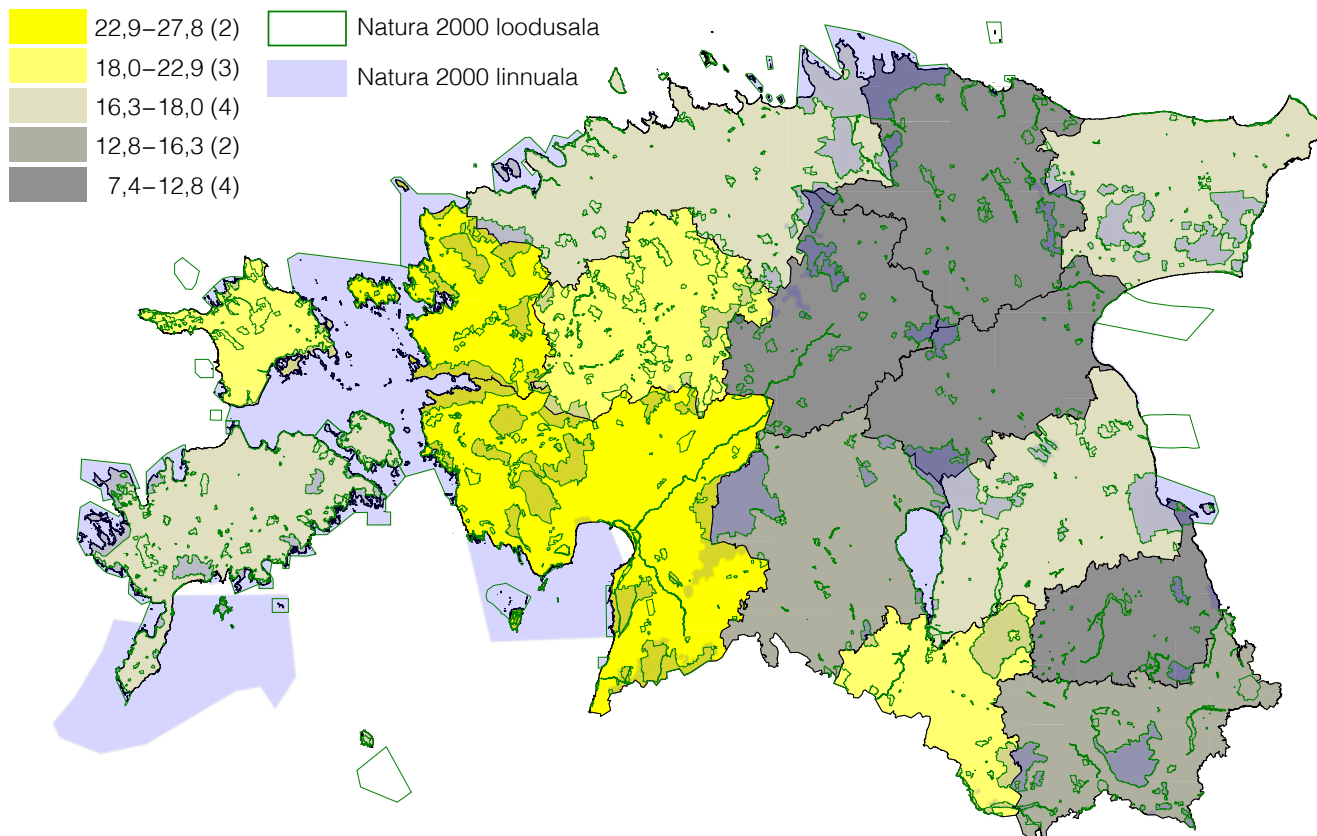 22,9–27,8 (2)
18,0–22,9 (3)
16,3–18,0 (4)
12,8–16,3 (2)
7,4–12,8 (4)
Natura 2000 loodusala
Natura 2000 linnuala